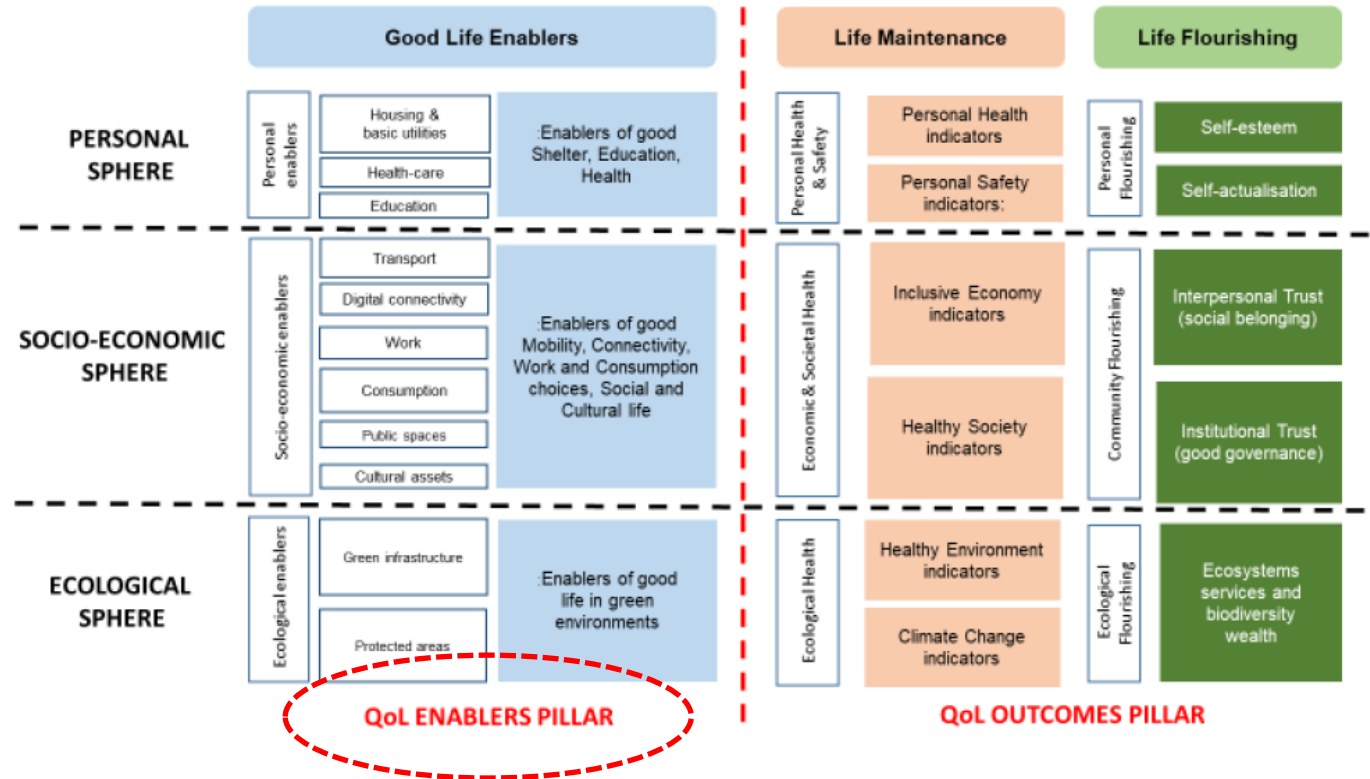 Good Life Enablers
Life Maintenance
Life Flourishing
PERSONAL
SPHERE
Personal
enablers
Housing &
basic utilities
Health-care
Education
:Enablers of good
Shelter, Education,
Health
Personal Health
& Safety
Personal Health
indicators
Personal Safety
indicators:
Personal
Flourishing
Self-esteem
Self-actualisation
SOCIO-ECONOMIC
SPHERE
Socio-economic enablers
Transport
Digital connectivity
Work
Consumption
Public spaces
Cultural assets
:Enablers of good
Mobility, Connectivity,
Work and Consumption
choices, Social and
Cultural life
Economic & Societal Health
Inclusive Economy
indicators
Healthy Society
indicators
Community Flourishing
Interpersonal Trust
(social belonging)
Institutional Trust
(good governance)
ECOLOGICAL
SPHERE
Ecological enablers
Green infrastructure
Protected areas
:Enablers of good
life in green
environments
Ecological Health
Healthy Environment
indicators
Climate Change
indicators
Ecological
Flourishing
Ecosystems
services and
biodiversity
wealth
QoL ENABLERS PILLAR
QoL OUTCOMES PILLAR